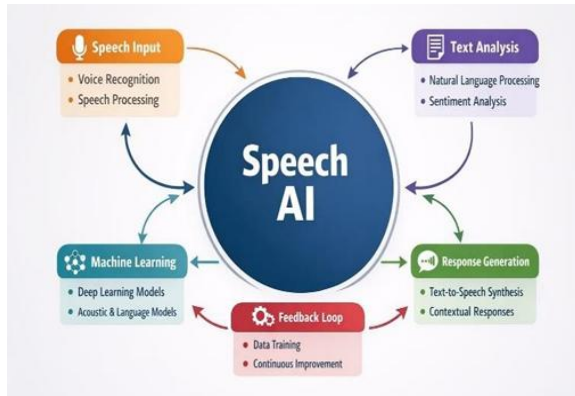 Speech Input
• Voice Recognition
• Speech Processing
Text Analysis
• Natural Language Processing
• Sentiment Analysis
Speech
AI
Machine Learning
• Deep Learning Models
• Acoustic & Language Models
Response Generation
• Text-to-Speech Synthesis
• Contextual Responses
Feedback Loop
• Data Training
• Continuous Improvement